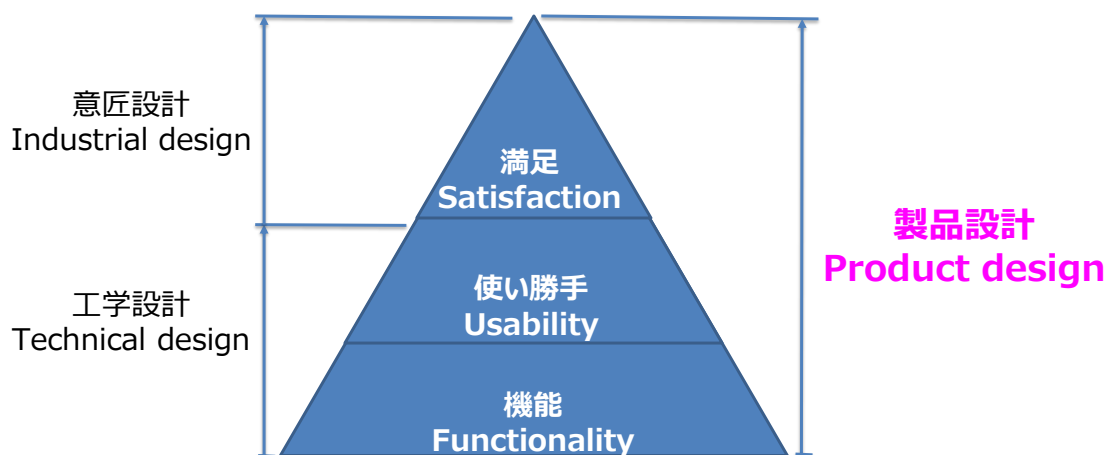 意匠設計
Industrial design
満足
Satisfaction
製品設計
Product design
使い勝手
Usability
工学設計
Technical design
機能
Functionality